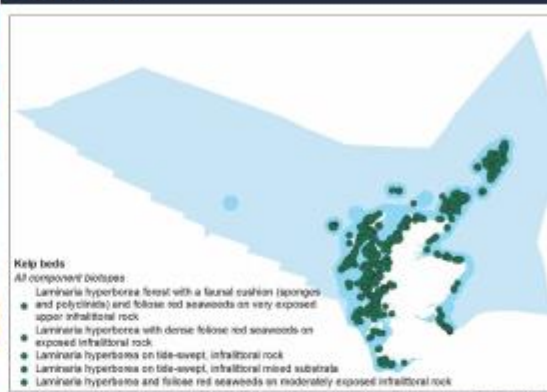 Kelp beds
All component biotopes
Laminaria hyperborea forest with a faunal cushion (sponges
and polyclinids) and foliose red seaweeds on very exposed
upper infralittoral rock
Laminaria hyperborea with dense foliose red seaweeds on
exposed infralittoral rock
Laminaria hyperborea on tide-swept, infralittoral rock
Laminaria hyperborea on tide-swept, infralittoral mixed substrata
Laminaria hyperborea and foliose red seaweeds on moderately exposed infralittoral rock